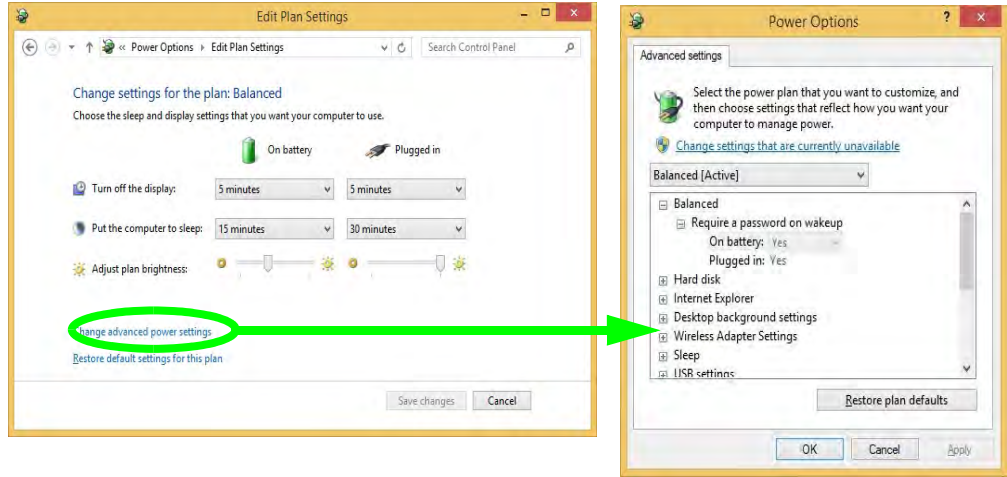 Edit Plan Settings
« Power Options
Edit Plan Settings
Search Control Panel
Change settings for the plan: Balanced
Choose the sleep and display settings that you want your computer to use.
On battery
Plugged in
Turn off the display:
5 minutes
5 minutes
Put the computer to sleep:
15 minutes
30 minutes
Adjust plan brightness:
Change advanced power settings
Restore default settings for this plan
Save changes
Cancel
Power Options
?
Advanced settings
Select the power plan that you want to customize, and
then choose settings that reflect how you want your
computer to manage power.
Change settings that are currently unavailable
Balanced [Active]
Balanced
Require a password on wakeup
On battery: Yes
Plugged in: Yes
Hard disk
Internet Explorer
Desktop background settings
Wireless Adapter Settings
Sleep
USB settings
Restore plan defaults
OK
Cancel
Apply